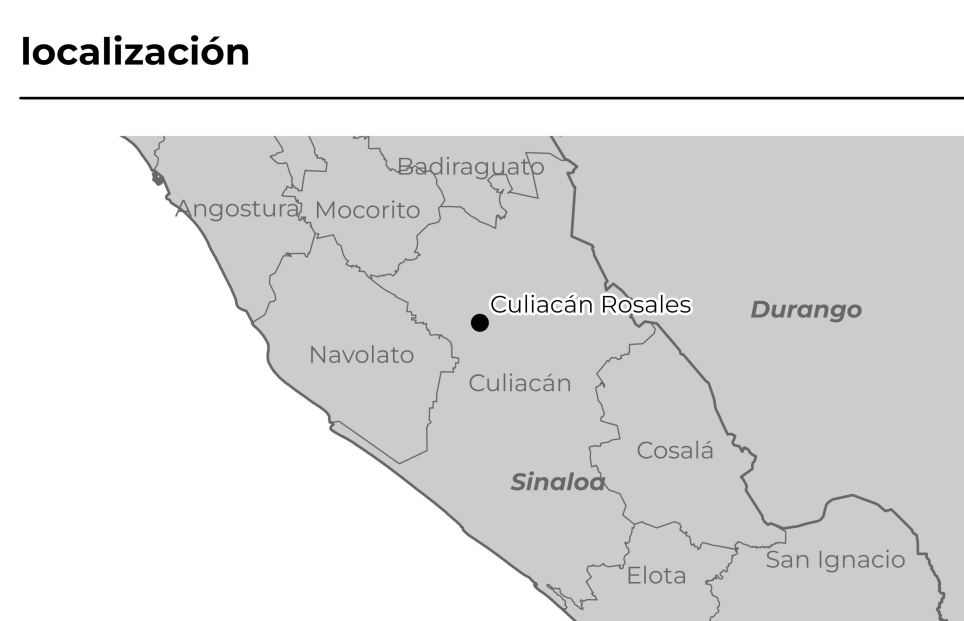 localización
Badiraguato
Angostura
Mocorito
Culiacán Rosales
Durango
Navolato
Culiacán
Cosalá
Sinaloa
San Ignacio
Elota